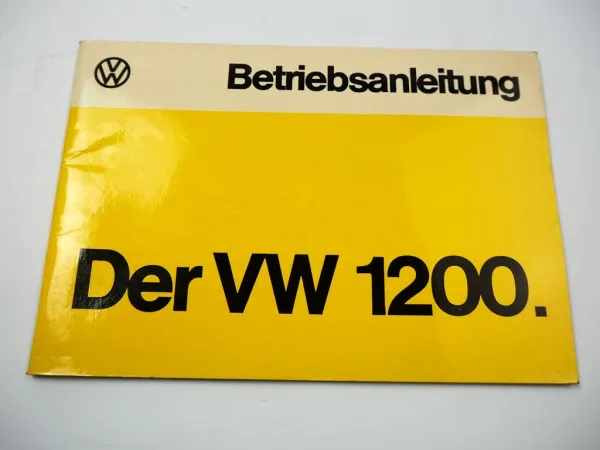 VW
Betriebsanleitung
Der VW 1200.